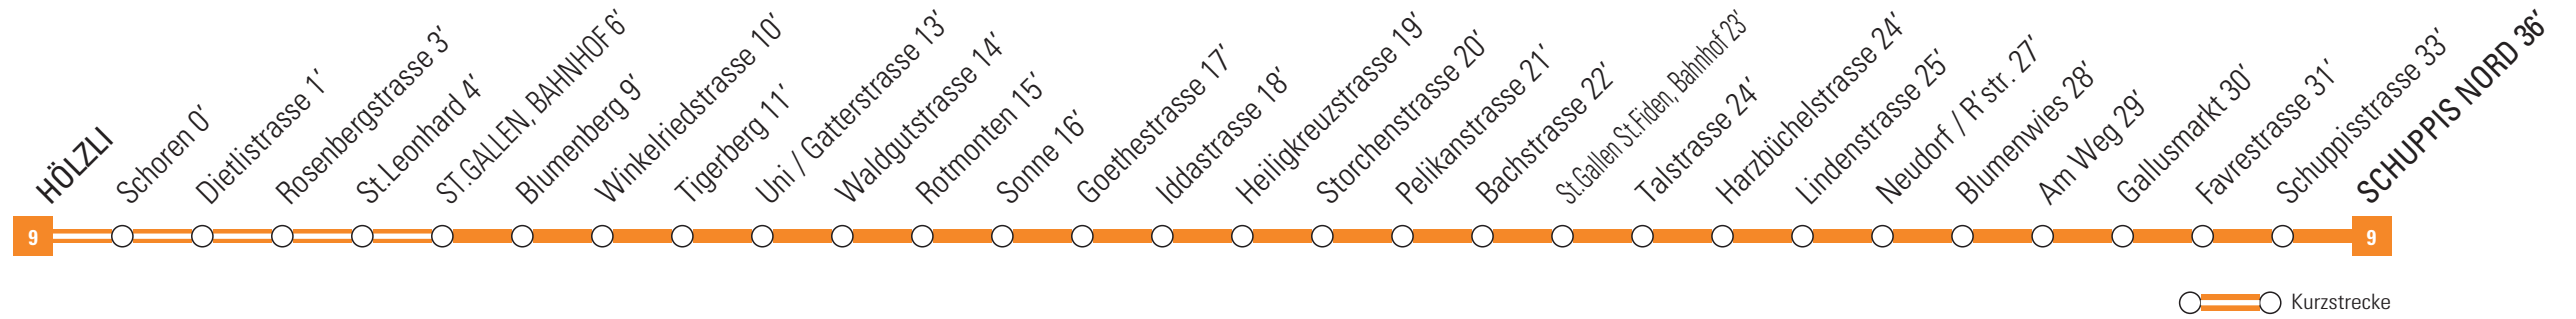 HÖLZLI
Schoren 0'
Dietlistrasse 1'
Rosenbergstrasse 3'
St.Leonhard 4'
ST.GALLEN, BAHNHOF 6'
Blumenberg 9'
Winkelriedstrasse 10'
Tigerberg 11'
Uni / Gatterstrasse 13'
Waldgutstrasse 14'
Rotmonten 15'
Sonne 16'
Goethestrasse 17'
Iddastrasse 18'
Heiligkreuzstrasse 19'
Storchenstrasse 20'
Pelikanstrasse 21'
Bachstrasse 22'
St.Gallen St.Fiden, Bahnhof 23'
Talstrasse 24'
Harzbüchelstrasse 24'
Lindenstrasse 25'
Neudorf / R'str. 27'
Blumenwies 28'
Am Weg 29'
Gallusmarkt 30'
Favrestrasse 31'
Schuppisstrasse 33'
SCHUPPIS NORD 36'
9
9
Kurzstrecke